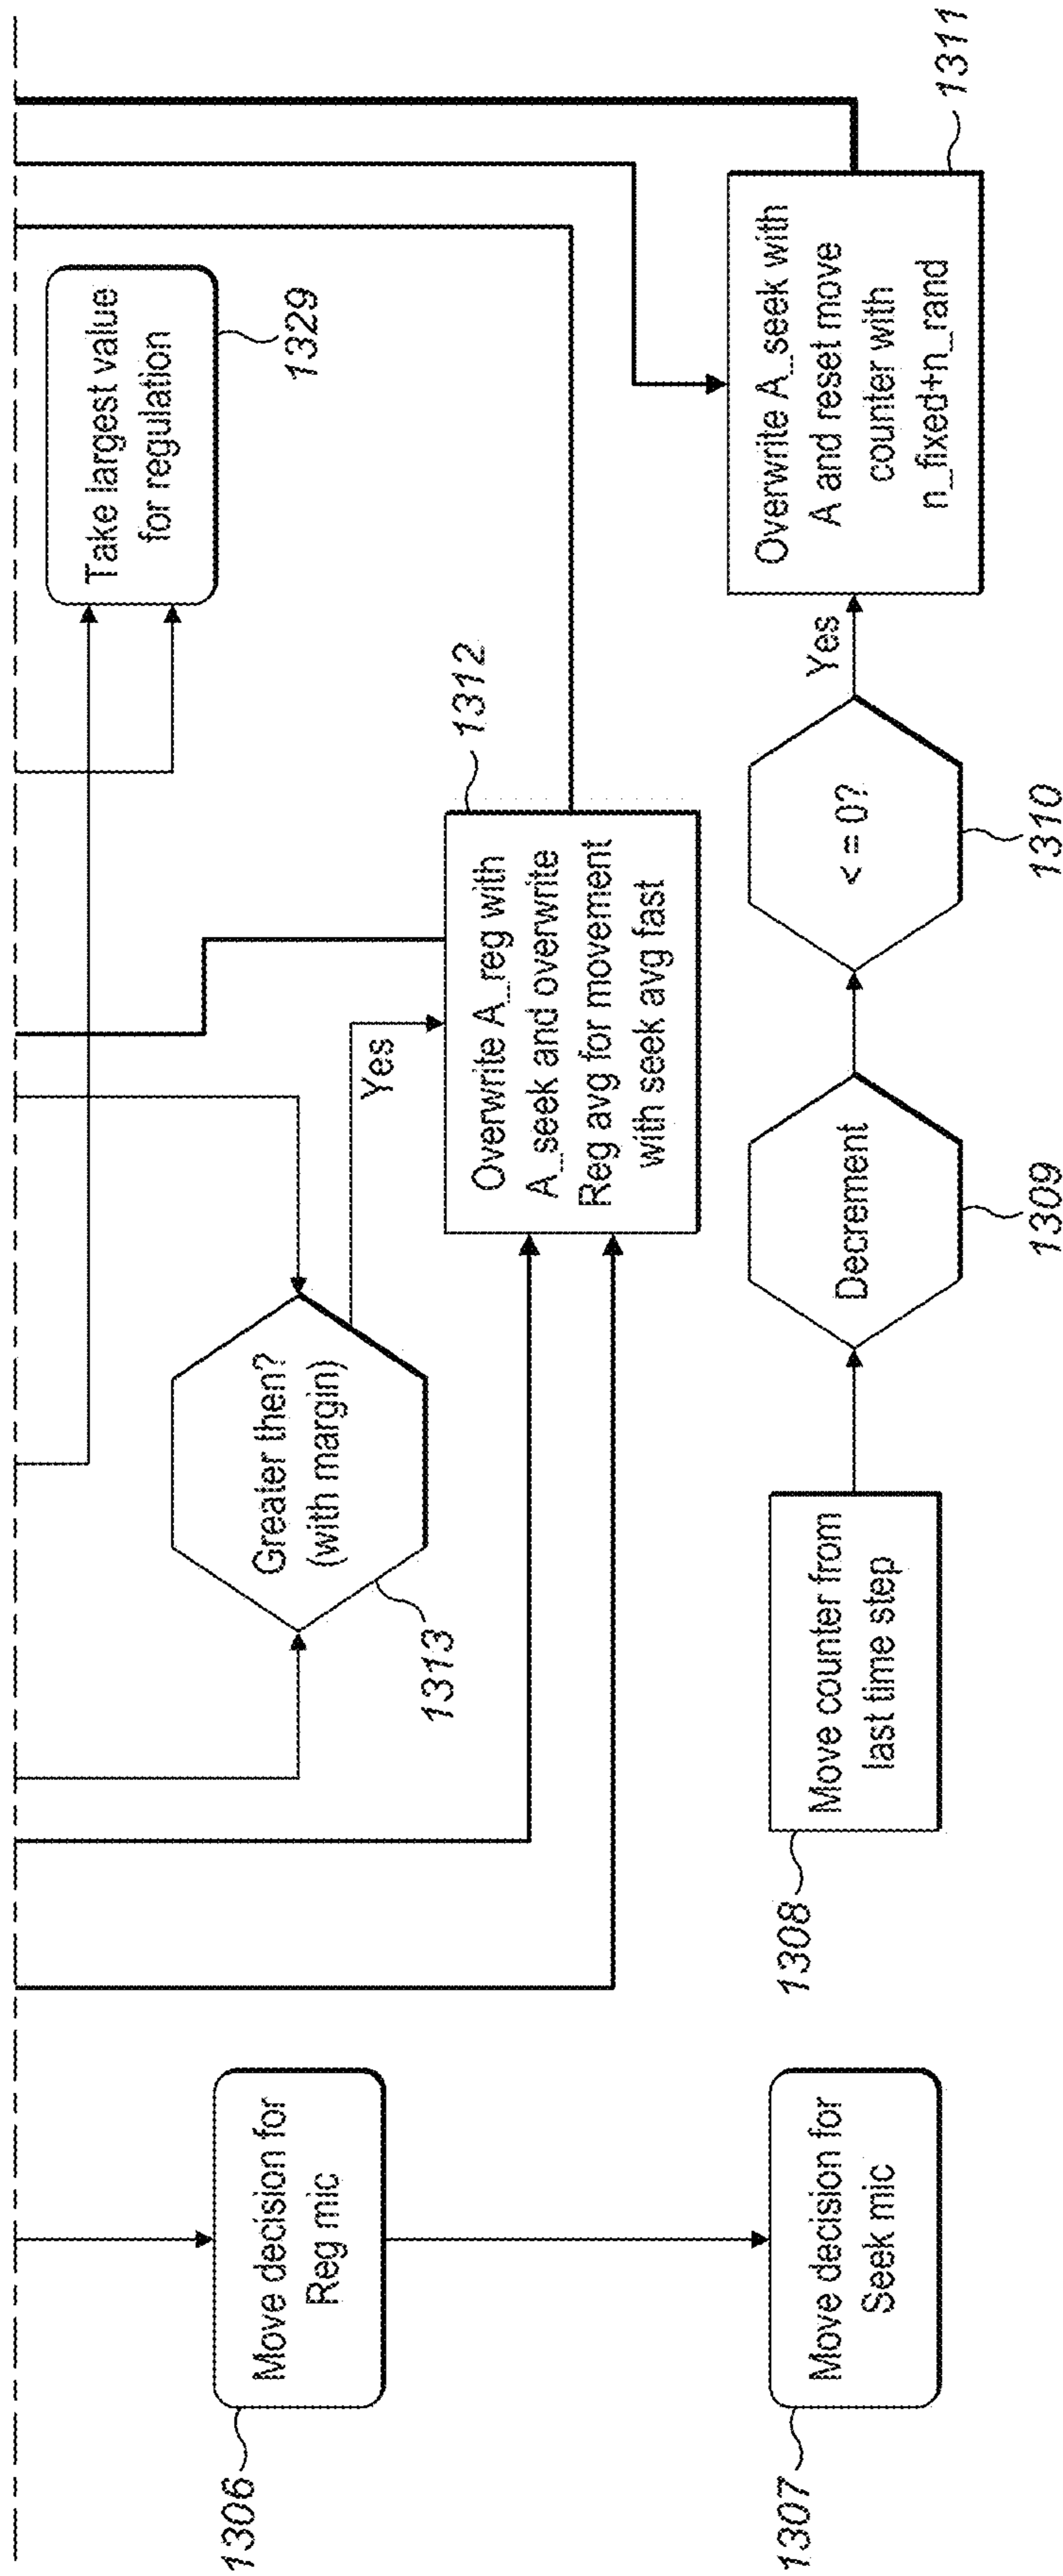 Take largest value
for regulation
1329
Greater then?
(with margin)
1313
Yes
Move decision for
Reg mic
1306
Overwrite A_reg with
A_seek and overwrite
Reg avg for movement
with seek avg fast
1312
Move decision for
Seek mic
1307
Move counter from
last time step
1308
Decrement
1309
< = 0?
1310
Yes
Overwrite A_seek with
A and reset move
counter with
n_fixed+n_rand
1311